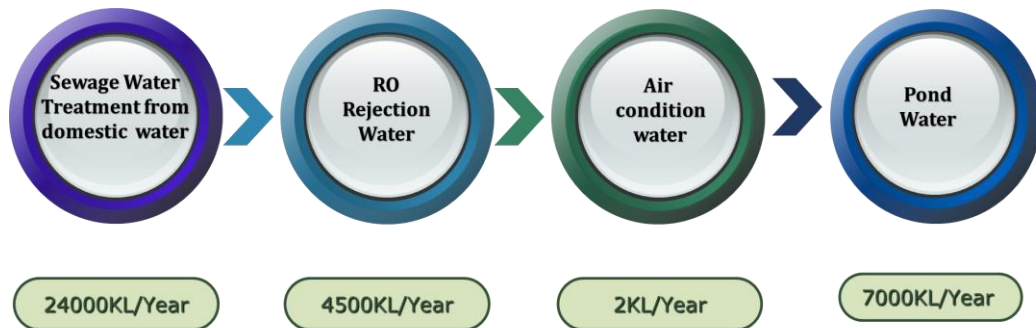 Sewage Water
Treatment from
domestic water
RO
Rejection
Water
Air
condition
water
Pond
Water
24000KL/Year
4500KL/Year
2KL/Year
7000KL/Year